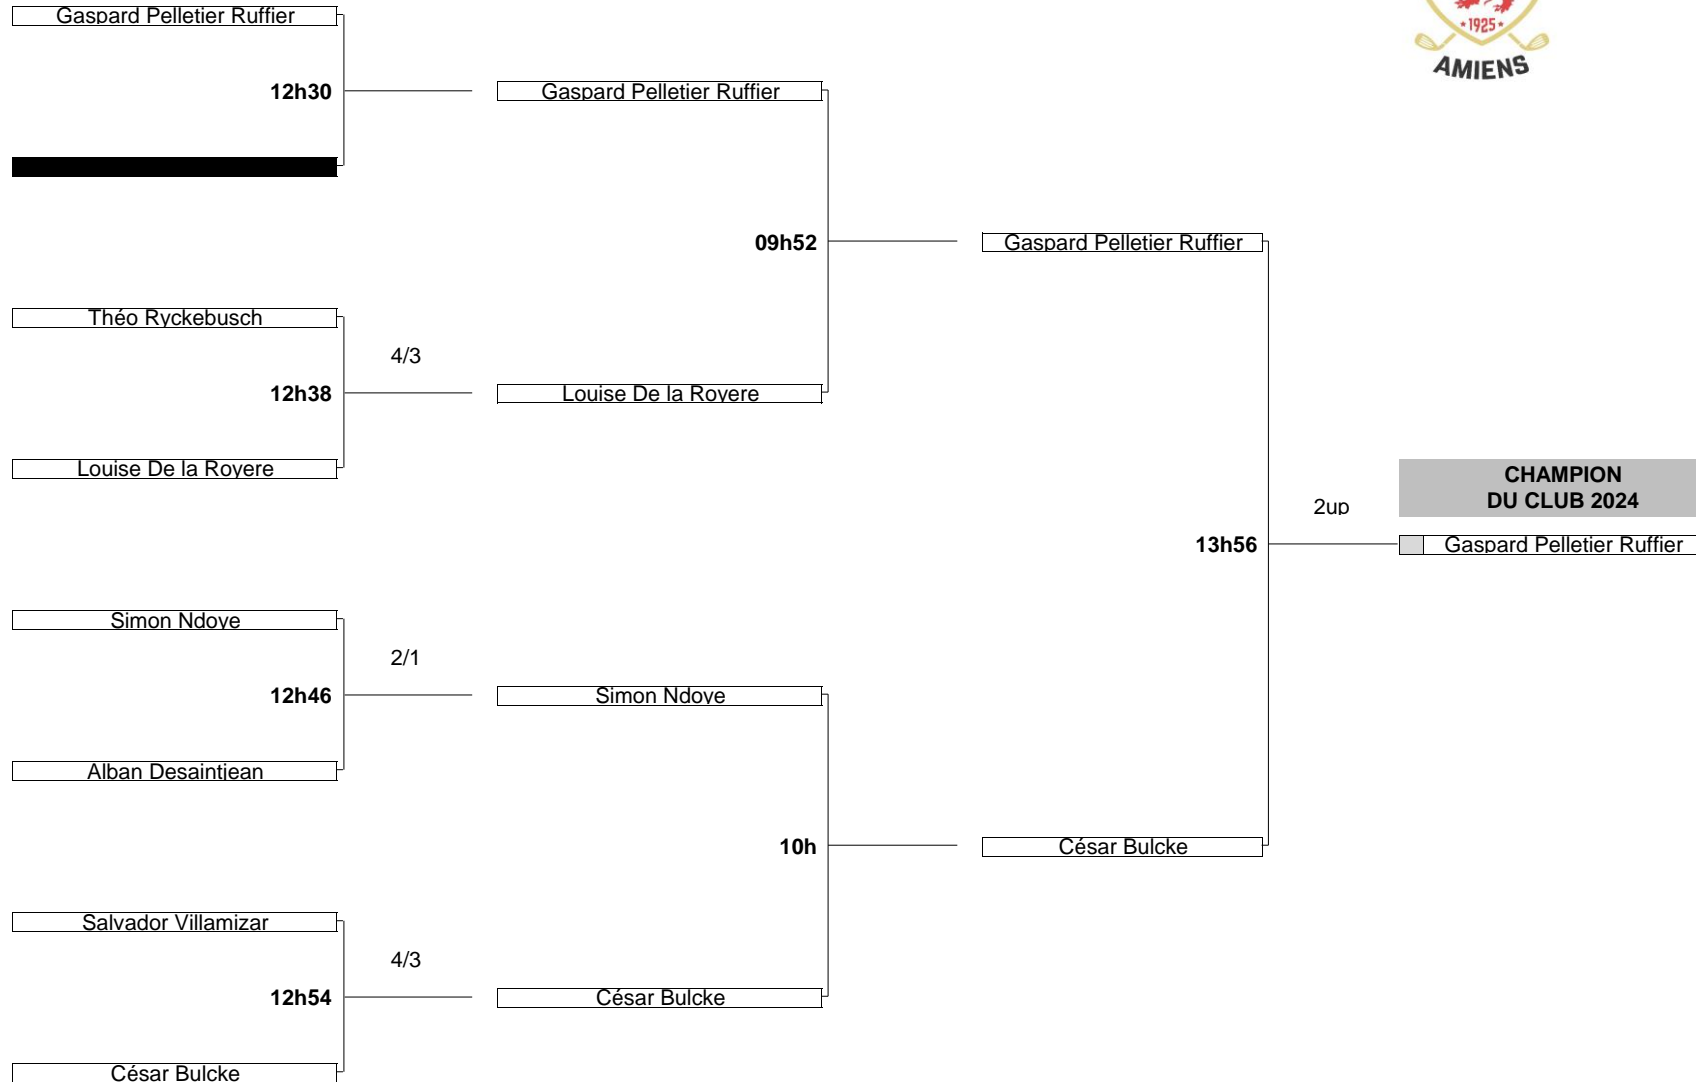 1925
AMIENS
Gaspard Pelletier Ruffier
12h30
Gaspard Pelletier Ruffier
09h52
Gaspard Pelletier Ruffier
Théo Ryckebusch
4/3
12h38
Louise De la Royere
Louise De la Royere
CHAMPION
DU CLUB 2024
2up
13h56
Gaspard Pelletier Ruffier
Simon Ndoye
2/1
12h46
Simon Ndoye
Alban Desaintjean
10h
César Bulcke
Salvador Villamizar
4/3
12h54
César Bulcke
César Bulcke